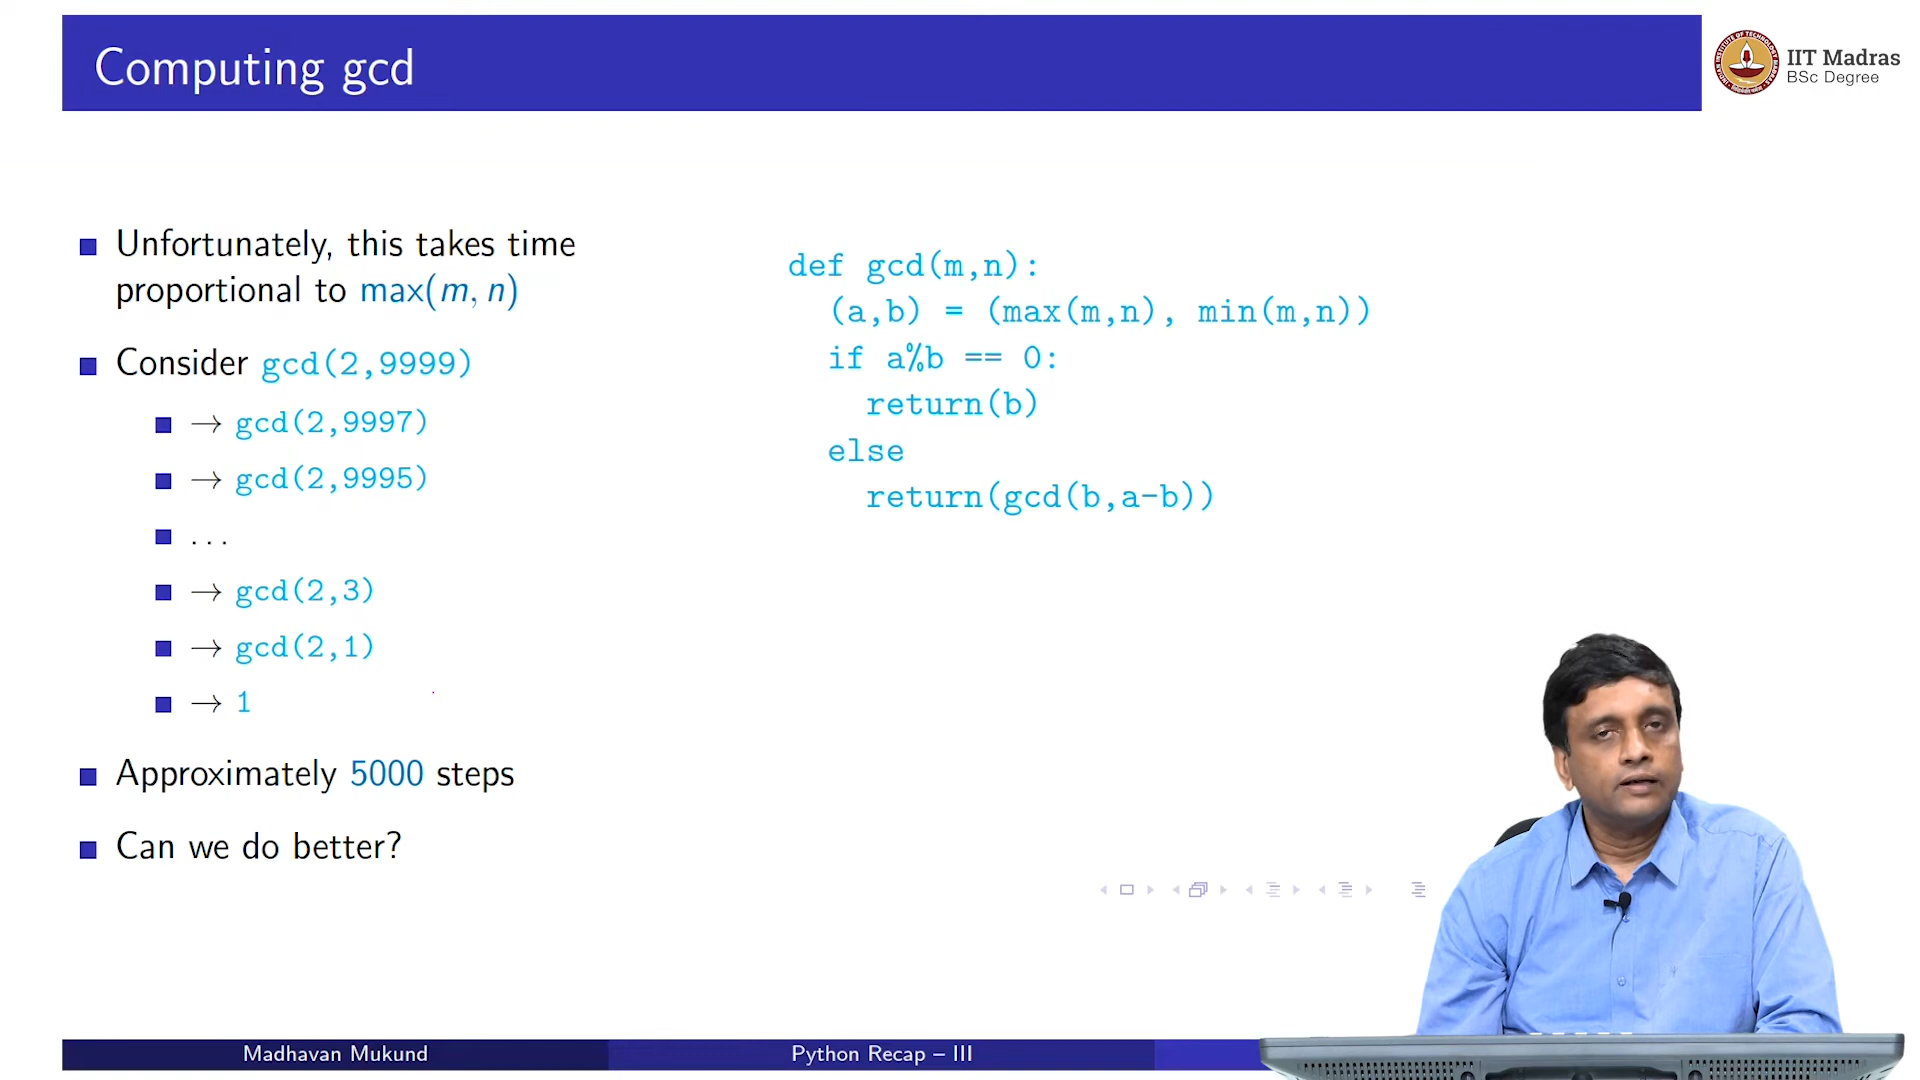 Computing gcd
IIT Madras
BSc Degree
Unfortunately, this takes time
proportional to max(m, n)
Consider gcd(2,9999)
→ gcd(2,9997)
→ gcd(2,9995)
...
→ gcd(2,3)
→ gcd(2,1)
→ 1
Approximately 5000 steps
Can we do better?
def gcd(m,n):
(a,b) = (max(m,n), min(m,n))
if a%b == 0:
return(b)
else
return(gcd(b,a-b))
Madhavan Mukund
Python Recap – III